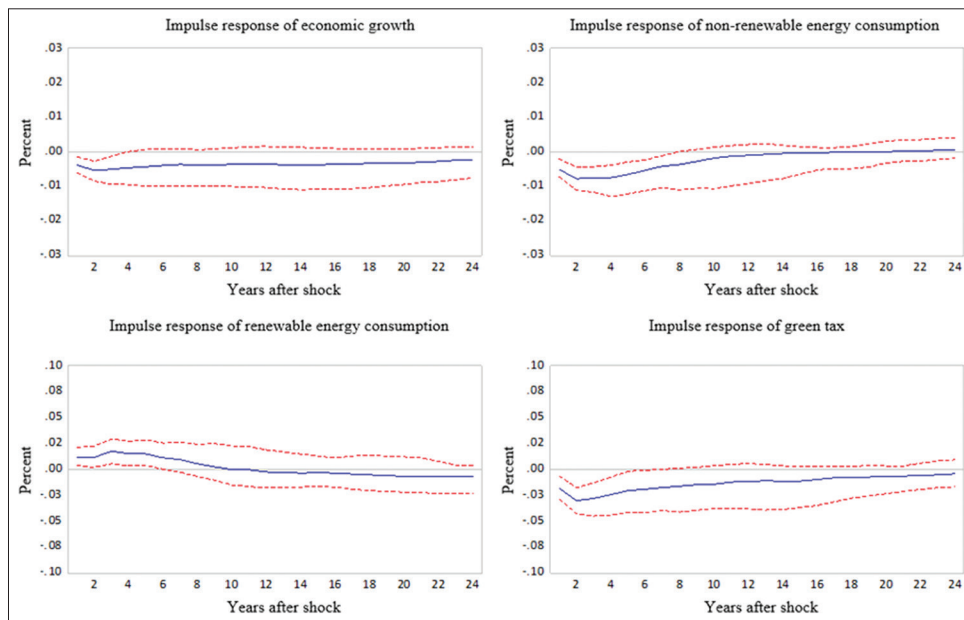 Impulse response of economic growth
.03
.02
.01
.00
-.01
-.02
-.03
Percent
2 4 6 8 10 12 14 16 18 20 22 24
Years after shock
Impulse response of non-renewable energy consumption
.03
.02
.01
.00
-.01
-.02
-.03
Percent
2 4 6 8 10 12 14 16 18 20 22 24
Years after shock
Impulse response of renewable energy consumption
.10
.08
.05
.02
.00
-.03
-.05
-.08
-.10
Percent
2 4 6 8 10 12 14 16 18 20 22 24
Years after shock
Impulse response of green tax
.10
.08
.05
.02
.00
-.03
-.05
-.08
-.10
Percent
2 4 6 8 10 12 14 16 18 20 22 24
Years after shock